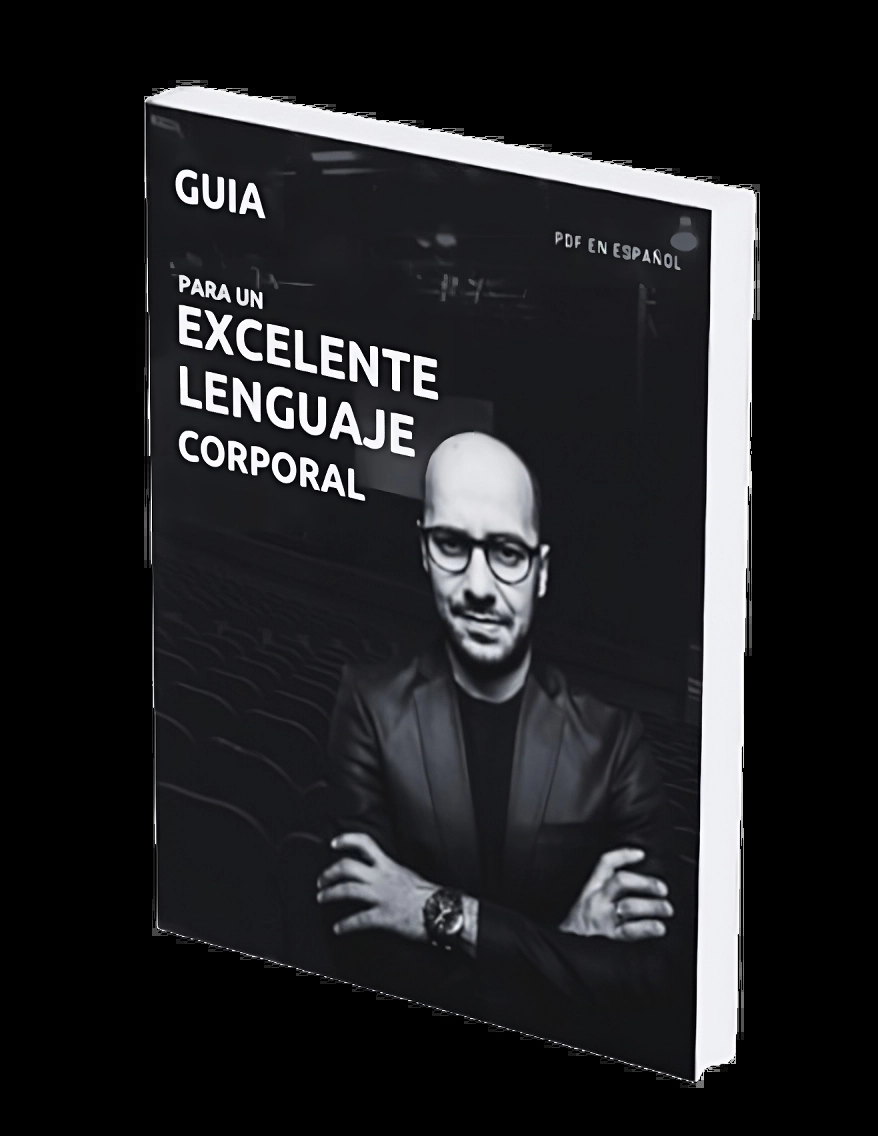 GUIA
PDF EN ESPAÑOL
PARA UN
EXCELENTE
LENGUAJE
CORPORAL